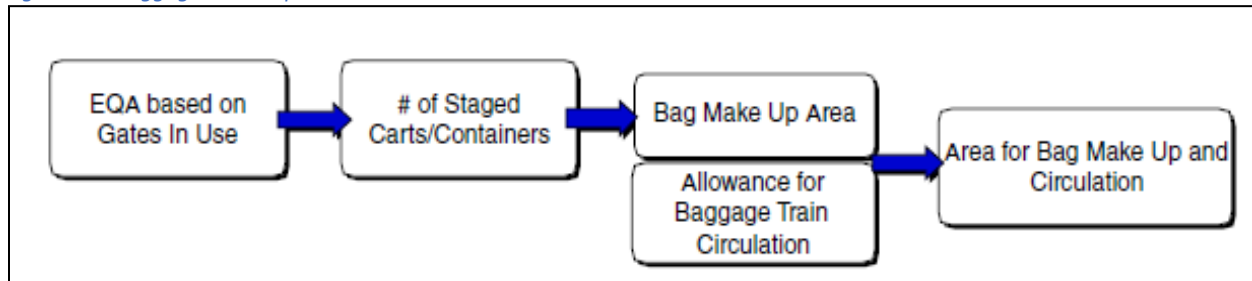 EQA based on
Gates In Use
# of Staged
Carts/Containers
Bag Make Up Area
Allowance for
Baggage Train
Circulation
Area for Bag Make Up and
Circulation